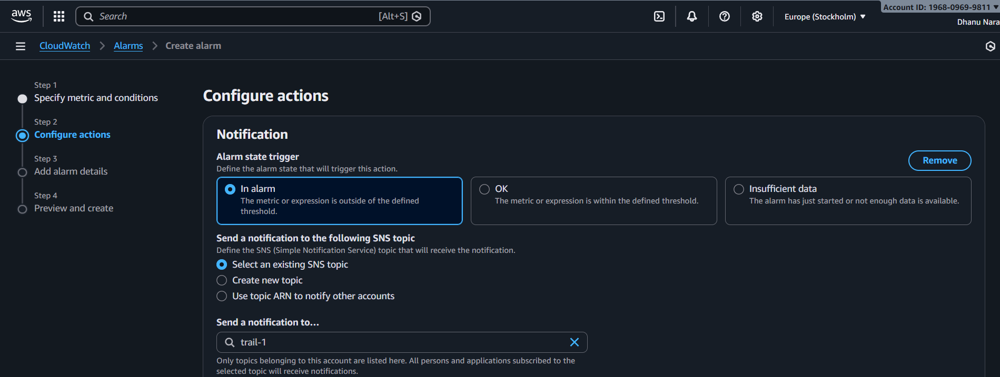 aws
Search
[Alt+S]
Europe (Stockholm)
Account ID: 1968-0969-9811
Dhanu Nara
CloudWatch
Alarms
Create alarm
Step 1
Specify metric and conditions
Step 2
Configure actions
Step 3
Add alarm details
Step 4
Preview and create
Configure actions
Notification
Alarm state trigger
Define the alarm state that will trigger this action.
Remove
In alarm
The metric or expression is outside of the defined
threshold.
OK
The metric or expression is within the defined threshold.
Insufficient data
The alarm has just started or not enough data is available.
Send a notification to the following SNS topic
Define the SNS (Simple Notification Service) topic that will receive the notification.
Select an existing SNS topic
Create new topic
Use topic ARN to notify other accounts
Send a notification to...
trail-1
Only topics belonging to this account are listed here. All persons and applications subscribed to the
selected topic will receive notifications.